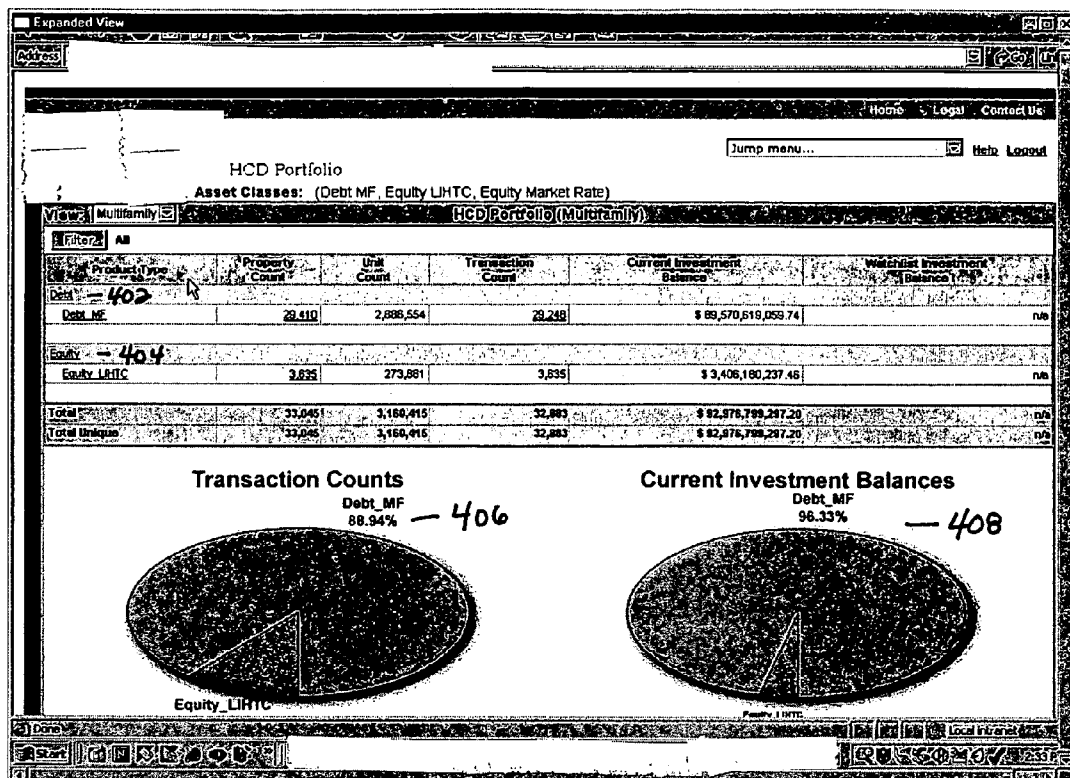 Expanded View
Address Go
Home Legal Contact Us
Jump menu... Help Logout
HCD Portfolio
Asset Classes: (Debt MF, Equity LIHTC, Equity Market Rate)
View: Multifamily HCD Portfolio (Multifamily)
Filter: All
Product Type Property Count Unit Count Transaction Count Current Investment Balance Watchlist Investment Balance
Debt — 402
Debt_MF 29,410 2,886,554 29,248 $ 89,570,619,059.74 n/a
Equity — 404
Equity_LIHTC 3,635 273,861 3,635 $ 3,406,180,237.46 n/a
Total 33,045 3,160,415 32,883 $ 92,976,799,297.20 n/a
Total Unique 33,045 3,160,415 32,883 $ 92,976,799,297.20 n/a
Transaction Counts Current Investment Balances
Debt_MF Debt_MF
88.94% — 406 96.33% — 408
Equity_LIHTC Equity_LIHTC
Done Local intranet
Start